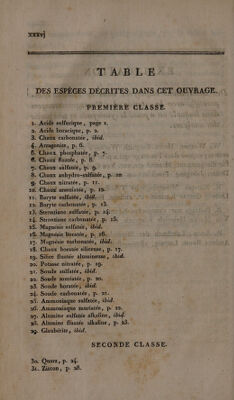 xxxvj
TABLE
DES ESPÈCES DÉCRITES DANS CET OUVRAGE.
PREMIÈRE CLASSE.
1. Acide sulfurique, page 1.
2. Acide boracique, p. 2.
3. Chaux carbonatée, ibid.
4. Arragonite, p. 6.
5. Chaux phosphatée, p. 7.
6. Chaux fluatée, p. 8.
7. Chaux sulfatée, p. 9.
8. Chaux anhydro-sulfatée, p. 10
9. Chaux nitratée, p. 11.
10. Chaux arseniatée, p.
11. Baryte sulfatée, ibid.
12. Baryte carbonatée, p. 13.
13. Strontiane sulfatée, p. 14.
14. Strontiane carbonatée, p. 15.
15. Magnésie sulfatée, ibid.
16. Magnésie boratée, p. 16.
17. Magnésie carbonatée, ibid.
18. Chaux boratée siliceuse, p. 17.
19. Silice fluatée alumineuse, ibid.
20. Potasse nitratée, p. 19.
21. Soude sulfatée, ibid.
22. Soude muriatée, p. 20.
23. Soude boratée, ibid.
24. Soude carbonatée, p. 21.
25. Ammoniaque sulfatée, ibid.
26. Ammoniaque muriatée, p. 22.
27. Alumine sulfatée alkaline, ibid.
28. Alumine fluatée alkaline, p. 23.
29. Glaubérite, ibid.
SECONDE CLASSE.
30. Quarz, p. 24.
31. Zircon, p. 28.